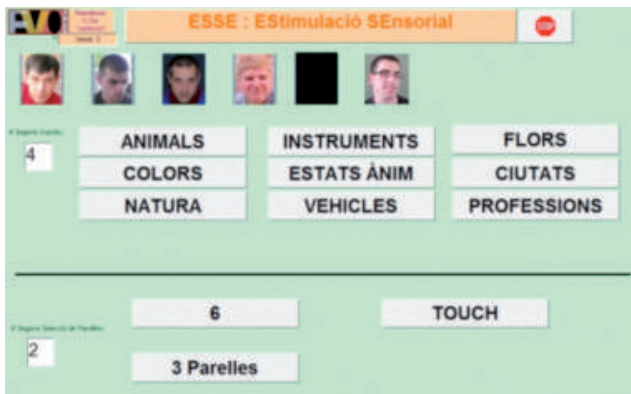 ESSE : EStimulació SEnsorial
STOP
4
ANIMALS INSTRUMENTS FLORS
COLORS ESTATS ÀNIM CIUTATS
NATURA VEHICLES PROFESSIONS
6 TOUCH
2
3 Parelles